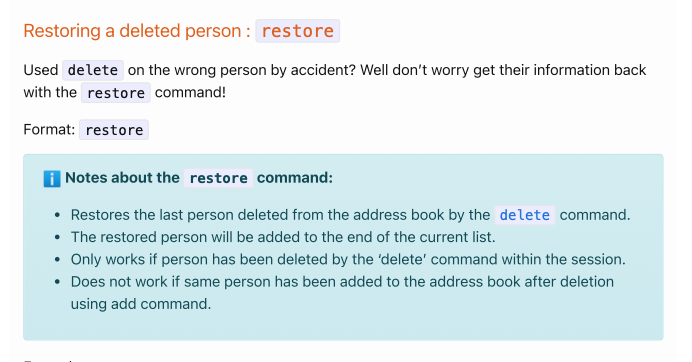 Restoring a deleted person : restore
Used delete on the wrong person by accident? Well don’t worry get their information back
with the restore command!
Format: restore
Notes about the restore command:
• Restores the last person deleted from the address book by the delete command.
• The restored person will be added to the end of the current list.
• Only works if person has been deleted by the ‘delete’ command within the session.
• Does not work if same person has been added to the address book after deletion
using add command.